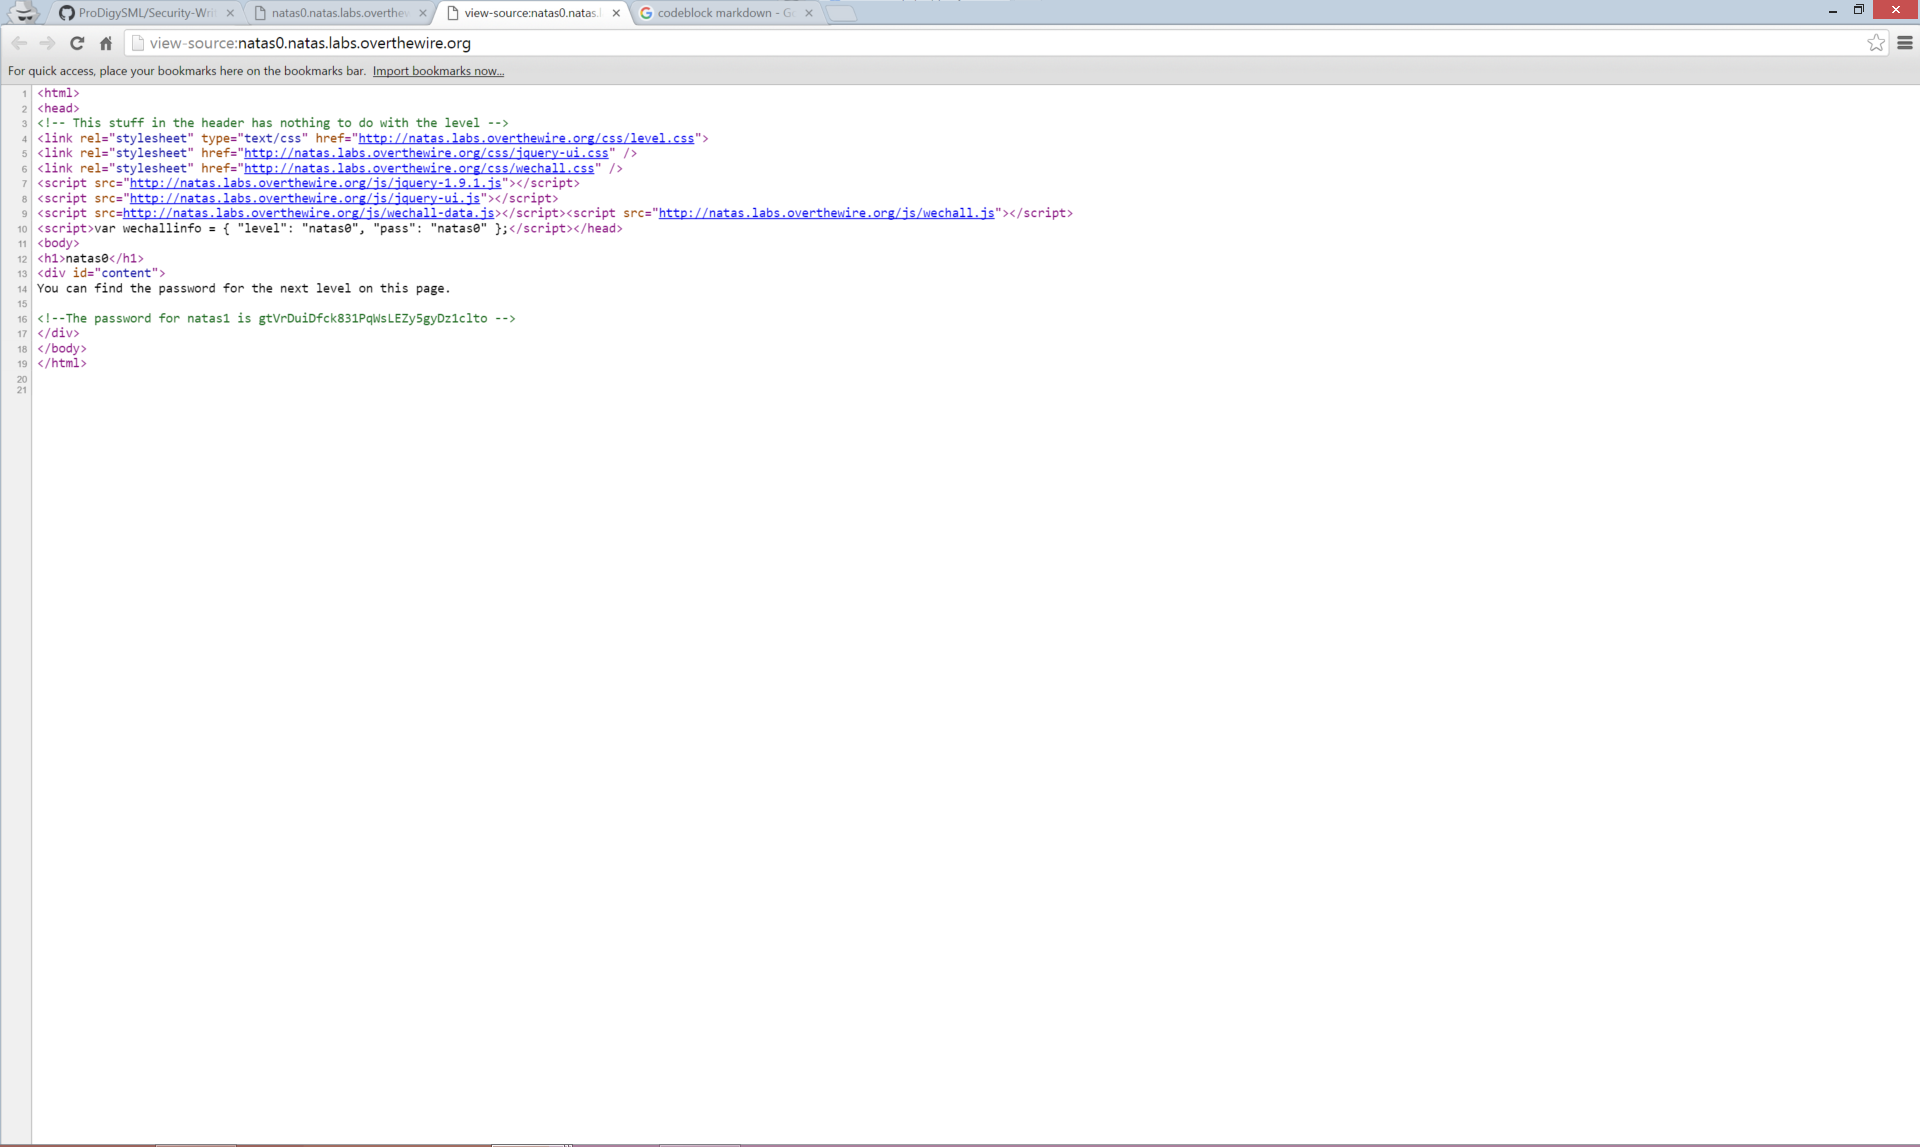 ProDigySML/Security-Wri
natas0.natas.labs.overthew
view-source:natas0.natas.l
codeblock markdown - Go
view-source:natas0.natas.labs.overthewire.org
For quick access, place your bookmarks here on the bookmarks bar. Import bookmarks now...
1 <html>
2 <head>
3 <!-- This stuff in the header has nothing to do with the level -->
4 <link rel="stylesheet" type="text/css" href="http://natas.labs.overthewire.org/css/level.css">
5 <link rel="stylesheet" href="http://natas.labs.overthewire.org/css/jquery-ui.css" />
6 <link rel="stylesheet" href="http://natas.labs.overthewire.org/css/wechall.css" />
7 <script src="http://natas.labs.overthewire.org/js/jquery-1.9.1.js"></script>
8 <script src="http://natas.labs.overthewire.org/js/jquery-ui.js"></script>
9 <script src=http://natas.labs.overthewire.org/js/wechall-data.js></script><script src="http://natas.labs.overthewire.org/js/wechall.js"></script>
10 <script>var wechallinfo = { "level": "natas0", "pass": "natas0" };</script></head>
11 <body>
12 <h1>natas0</h1>
13 <div id="content">
14 You can find the password for the next level on this page.
15
16 <!--The password for natas1 is gtVrDuiDfck831PqWsLEZy5gyDz1clto -->
17 </div>
18 </body>
19 </html>
20
21